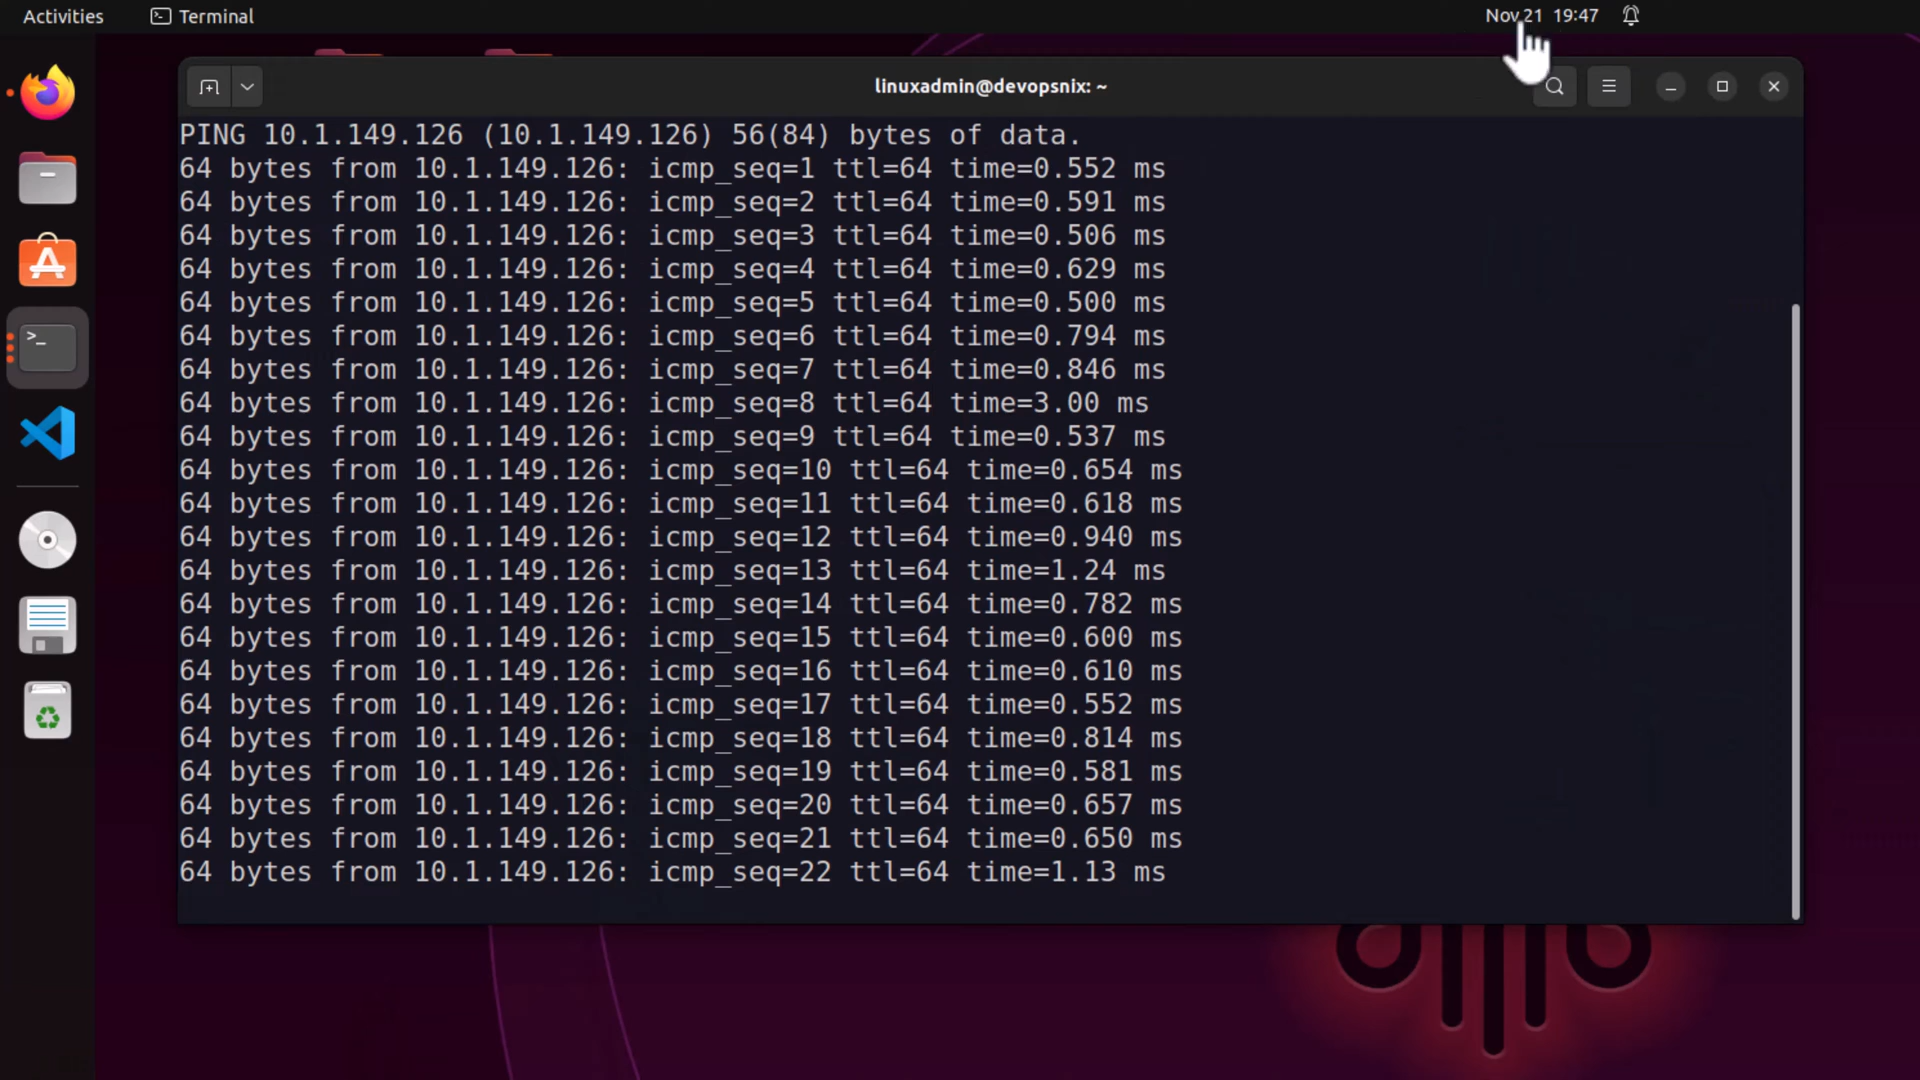 Activities Terminal Nov 21 19:47
linuxadmin@devopsnix: ~
PING 10.1.149.126 (10.1.149.126) 56(84) bytes of data.
64 bytes from 10.1.149.126: icmp_seq=1 ttl=64 time=0.552 ms
64 bytes from 10.1.149.126: icmp_seq=2 ttl=64 time=0.591 ms
64 bytes from 10.1.149.126: icmp_seq=3 ttl=64 time=0.506 ms
64 bytes from 10.1.149.126: icmp_seq=4 ttl=64 time=0.629 ms
64 bytes from 10.1.149.126: icmp_seq=5 ttl=64 time=0.500 ms
64 bytes from 10.1.149.126: icmp_seq=6 ttl=64 time=0.794 ms
64 bytes from 10.1.149.126: icmp_seq=7 ttl=64 time=0.846 ms
64 bytes from 10.1.149.126: icmp_seq=8 ttl=64 time=3.00 ms
64 bytes from 10.1.149.126: icmp_seq=9 ttl=64 time=0.537 ms
64 bytes from 10.1.149.126: icmp_seq=10 ttl=64 time=0.654 ms
64 bytes from 10.1.149.126: icmp_seq=11 ttl=64 time=0.618 ms
64 bytes from 10.1.149.126: icmp_seq=12 ttl=64 time=0.940 ms
64 bytes from 10.1.149.126: icmp_seq=13 ttl=64 time=1.24 ms
64 bytes from 10.1.149.126: icmp_seq=14 ttl=64 time=0.782 ms
64 bytes from 10.1.149.126: icmp_seq=15 ttl=64 time=0.600 ms
64 bytes from 10.1.149.126: icmp_seq=16 ttl=64 time=0.610 ms
64 bytes from 10.1.149.126: icmp_seq=17 ttl=64 time=0.552 ms
64 bytes from 10.1.149.126: icmp_seq=18 ttl=64 time=0.814 ms
64 bytes from 10.1.149.126: icmp_seq=19 ttl=64 time=0.581 ms
64 bytes from 10.1.149.126: icmp_seq=20 ttl=64 time=0.657 ms
64 bytes from 10.1.149.126: icmp_seq=21 ttl=64 time=0.650 ms
64 bytes from 10.1.149.126: icmp_seq=22 ttl=64 time=1.13 ms